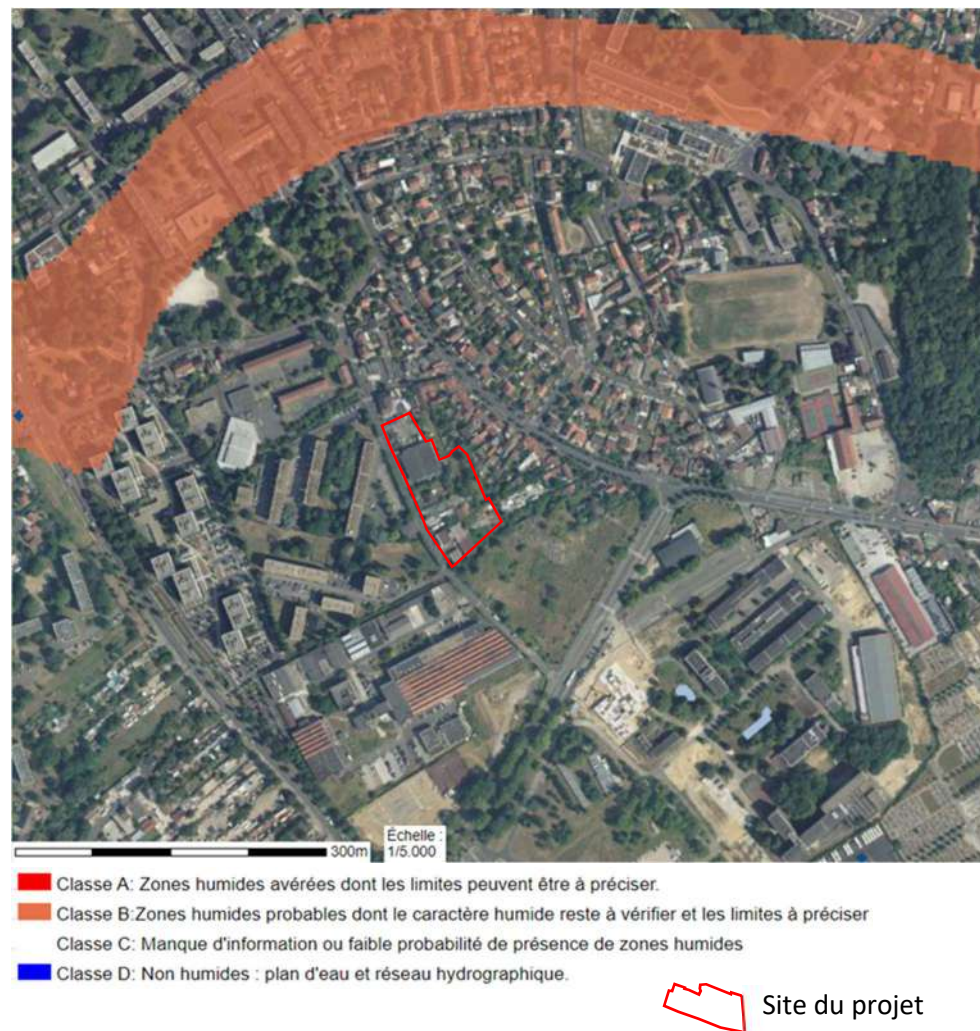 300m
Échelle :
1/5.000
Classe A: Zones humides avérées dont les limites peuvent être à préciser.
Classe B:Zones humides probables dont le caractère humide reste à vérifier et les limites à préciser
Classe C: Manque d'information ou faible probabilité de présence de zones humides
Classe D: Non humides : plan d'eau et réseau hydrographique.
Site du projet